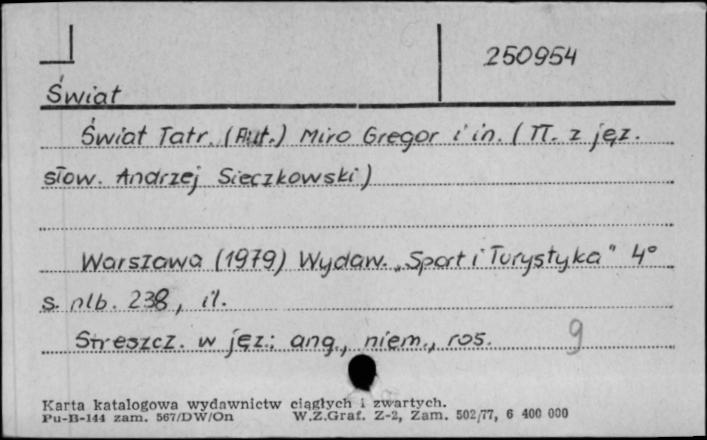 250954
Świat
Świat Tatr. (Aut.) Miro Gregor i in. (Tł. z jęz.
słow. Andrzej Sieczkowski)
Warszawa (1979) Wydaw. „Sport i Turystyka" 4°
s. nlb. 238, il.
Streszcz. w jęz.: ang., niem., ros. 9
Karta katalogowa wydawnictw ciągłych i zwartych.
Pu-B-144 zam. 567/DW/On W.Z.Graf. Z-2, Zam. 502/77, 6 400 000